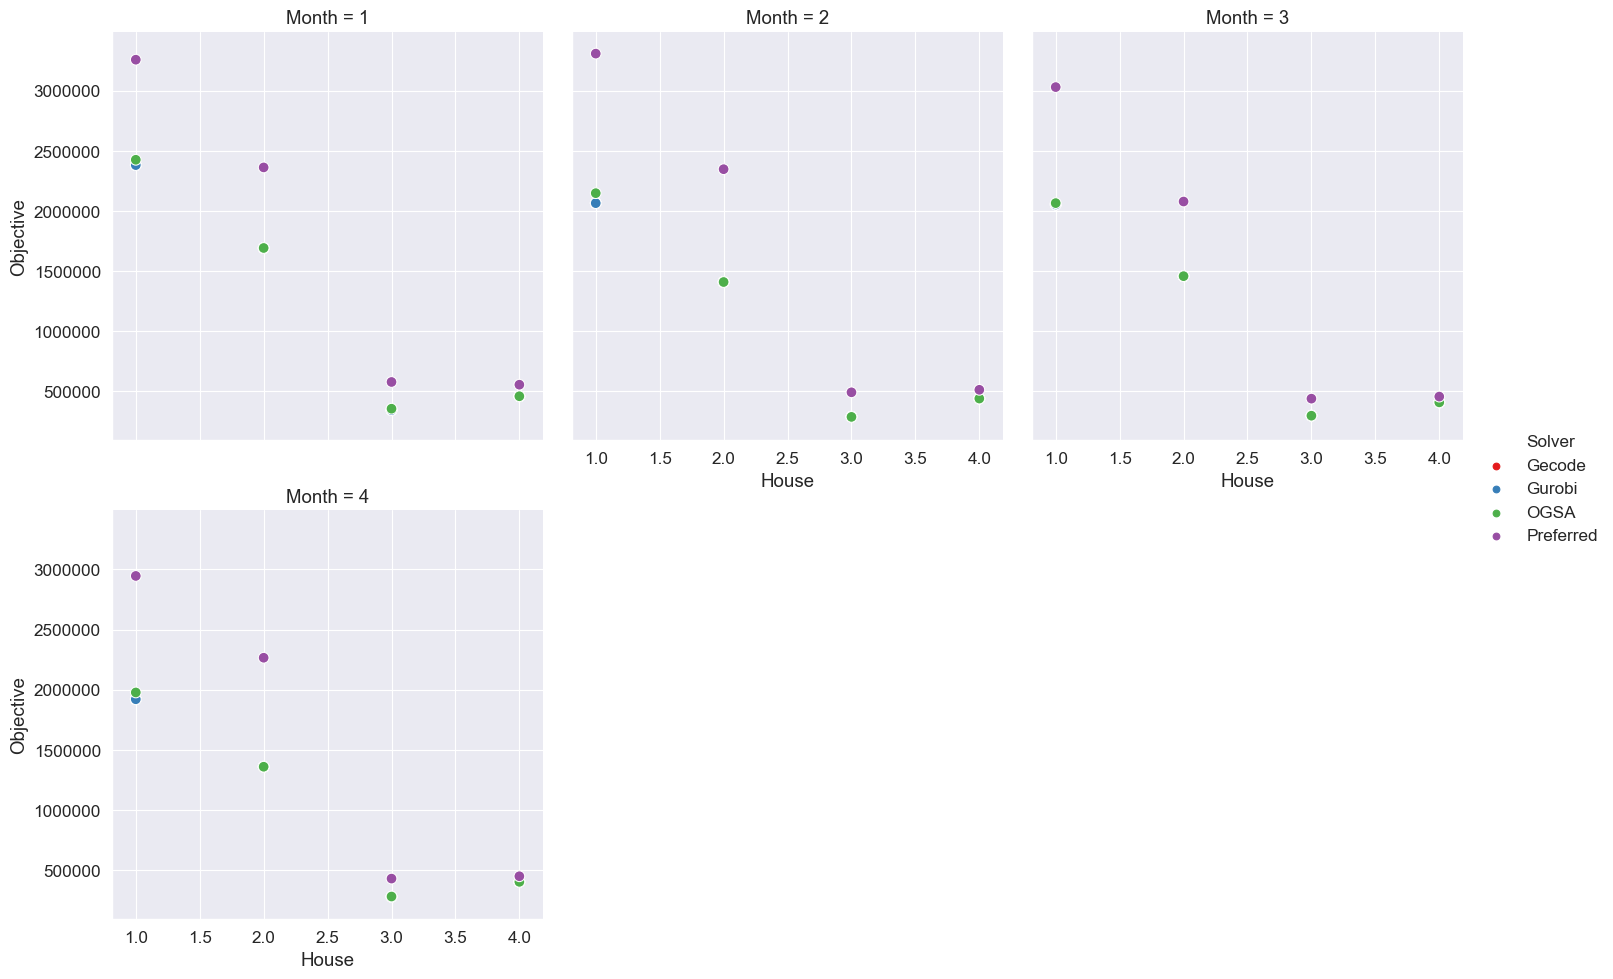 Month = 1
Month = 2
Month = 3
3000000
2500000
2000000
1500000
1000000
500000
Objective
1.0 1.5 2.0 2.5 3.0 3.5 4.0
House
1.0 1.5 2.0 2.5 3.0 3.5 4.0
House
Solver
Gecode
Gurobi
OGSA
Preferred
Month = 4
3000000
2500000
2000000
1500000
1000000
500000
Objective
1.0 1.5 2.0 2.5 3.0 3.5 4.0
House